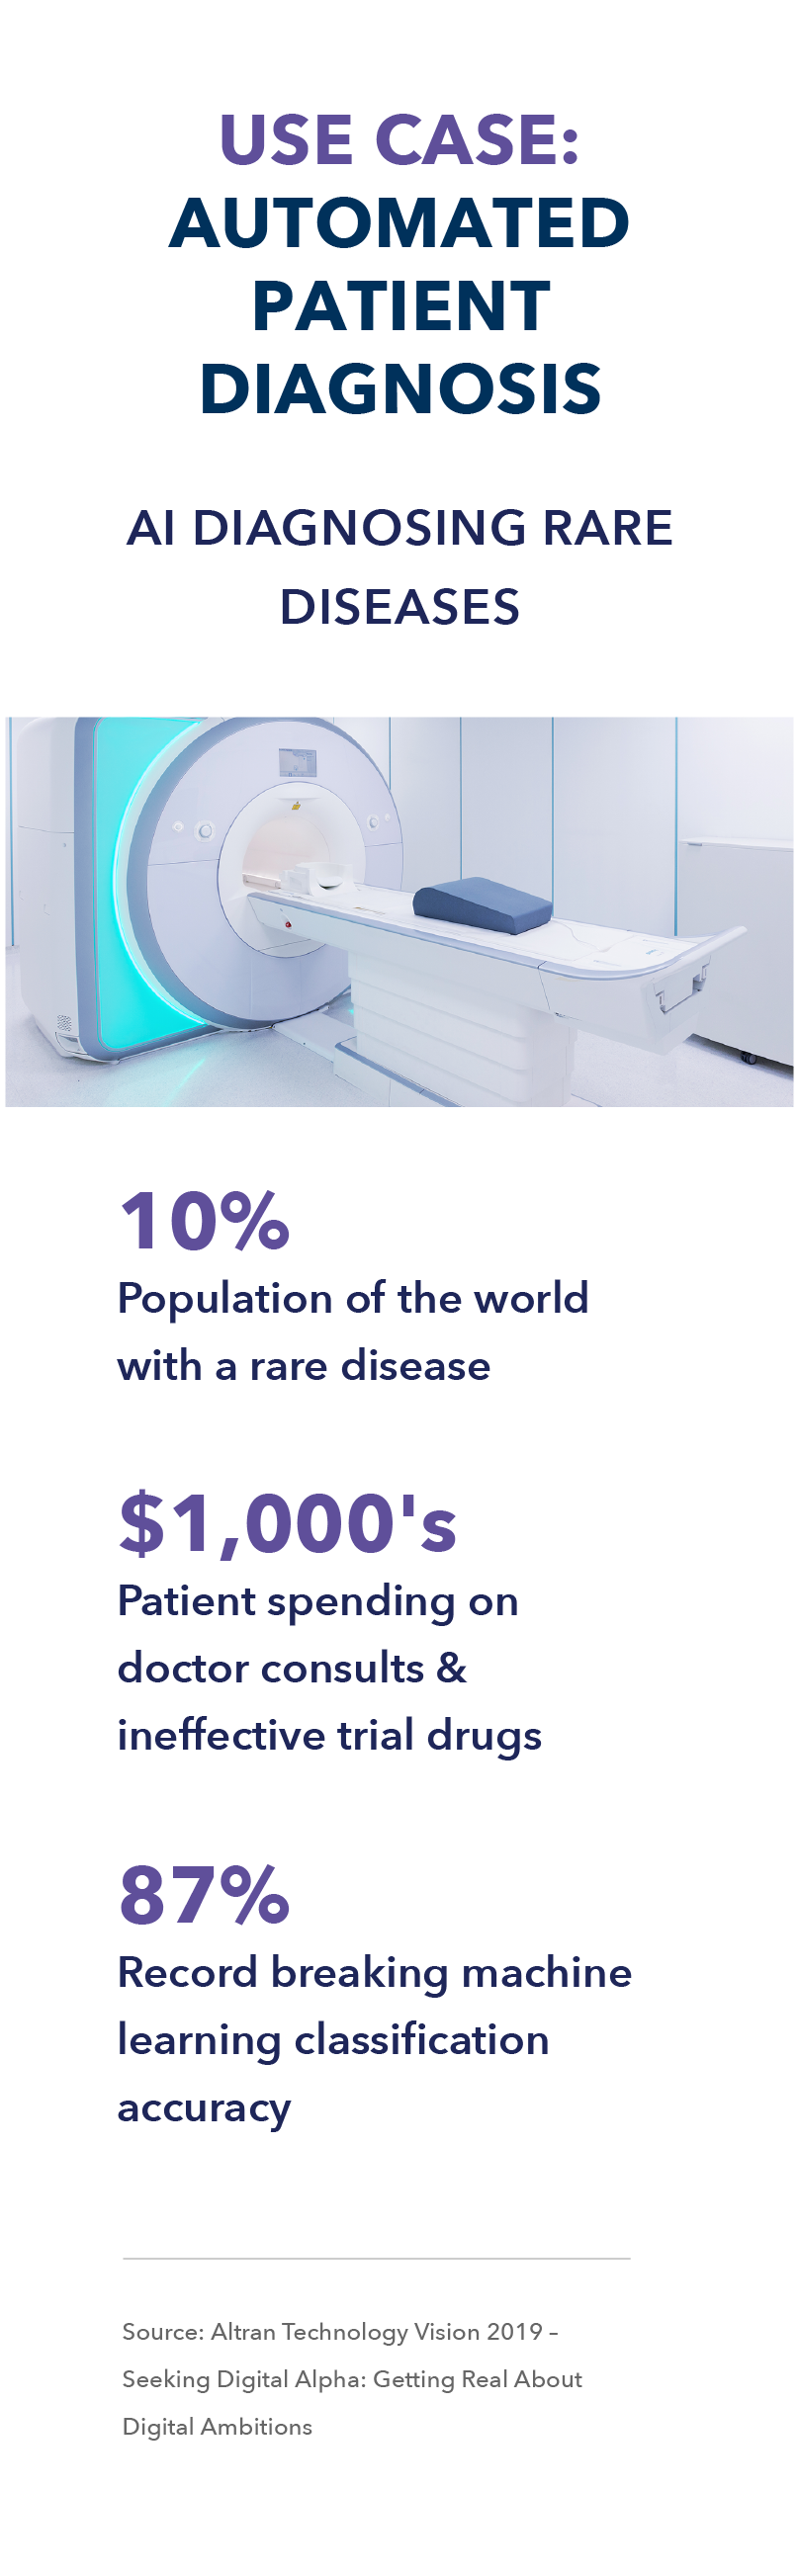 USE CASE:
AUTOMATED
PATIENT
DIAGNOSIS
AI DIAGNOSING RARE
DISEASES
10%
Population of the world
with a rare disease
$1,000's
Patient spending on
doctor consults &
ineffective trial drugs
87%
Record breaking machine
learning classification
accuracy
Source: Altran Technology Vision 2019 –
Seeking Digital Alpha: Getting Real About
Digital Ambitions